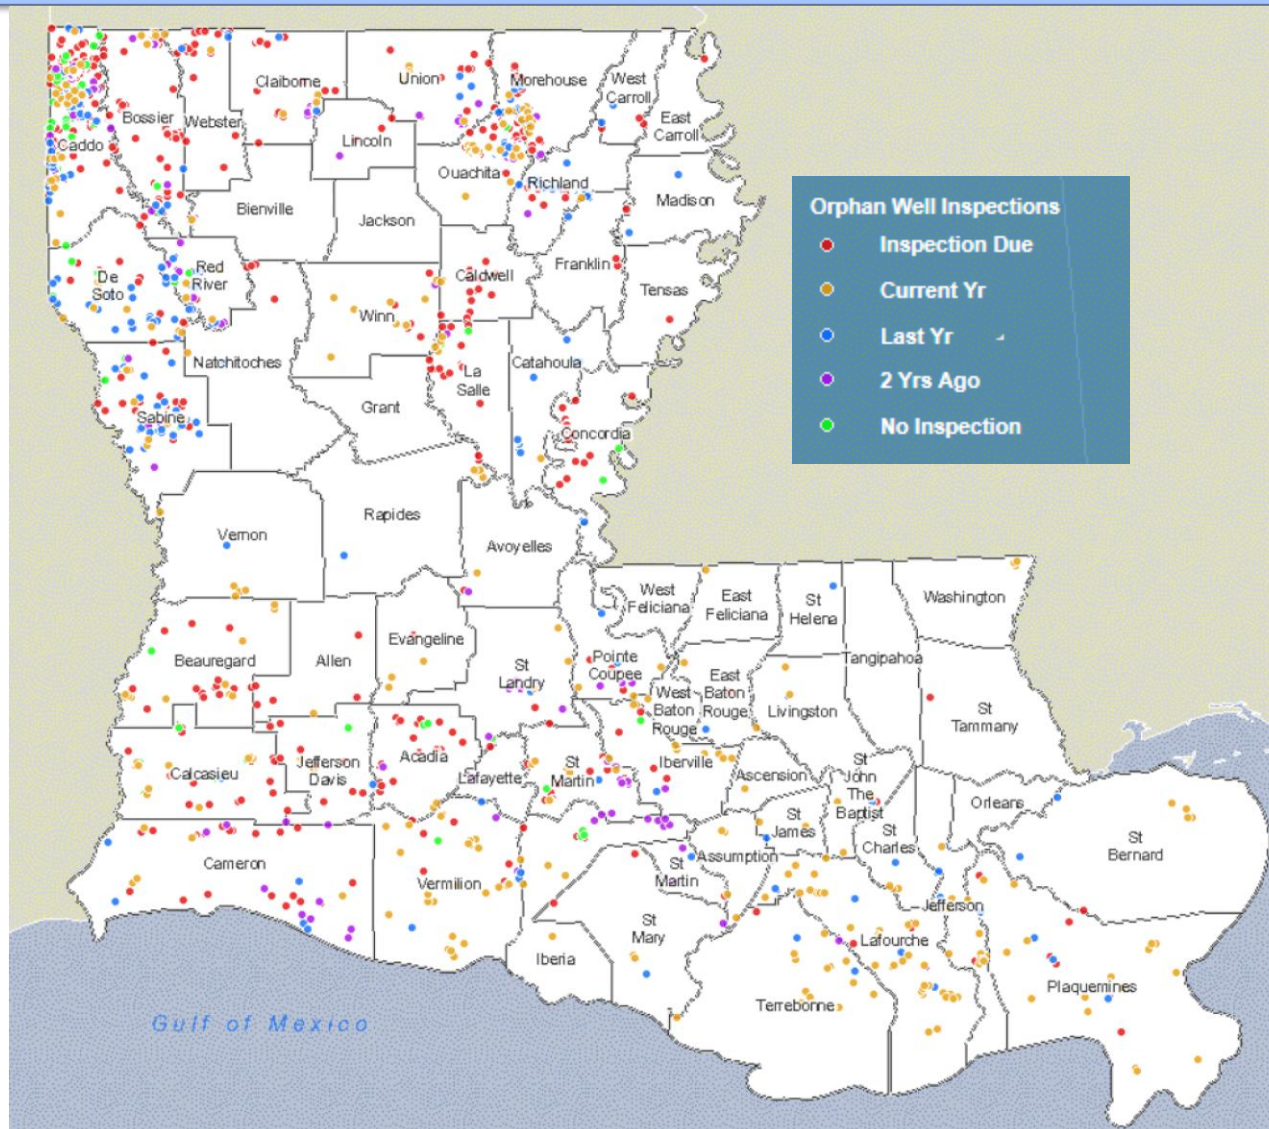 Claiborne
Union
Morehouse
West
Carroll
East
Carroll
Bossier
Webster
Lincoln
Caddo
Ouachita
Richland
Madison
Bienville
Jackson
Orphan Well Inspections
Inspection Due
Current Yr
Last Yr
2 Yrs Ago
No Inspection
De
Soto
Red
River
Caldwell
Franklin
Tensas
Winn
Natchitoches
La
Salle
Catahoula
Grant
Sabine
Concordia
Vernon
Rapides
Avoyelles
West
Feliciana
East
Feliciana
St
Helena
Washington
Beauregard
Allen
Evangeline
St
Landry
Pointe
Coupee
Tangipahoa
West
Baton
Rouge
East
Baton
Rouge
Livingston
St
Tammany
Calcasieu
Jefferson
Davis
Acadia
Lafayette
St
Martin
Iberville
Ascension
St
John
The
Baptist
Orleans
St
James
St
Charles
St
Bernard
Cameron
Vermilion
St
Martin
Assumption
Jefferson
Iberia
St
Mary
Lafourche
Terrebonne
Plaquemines
Gulf of Mexico